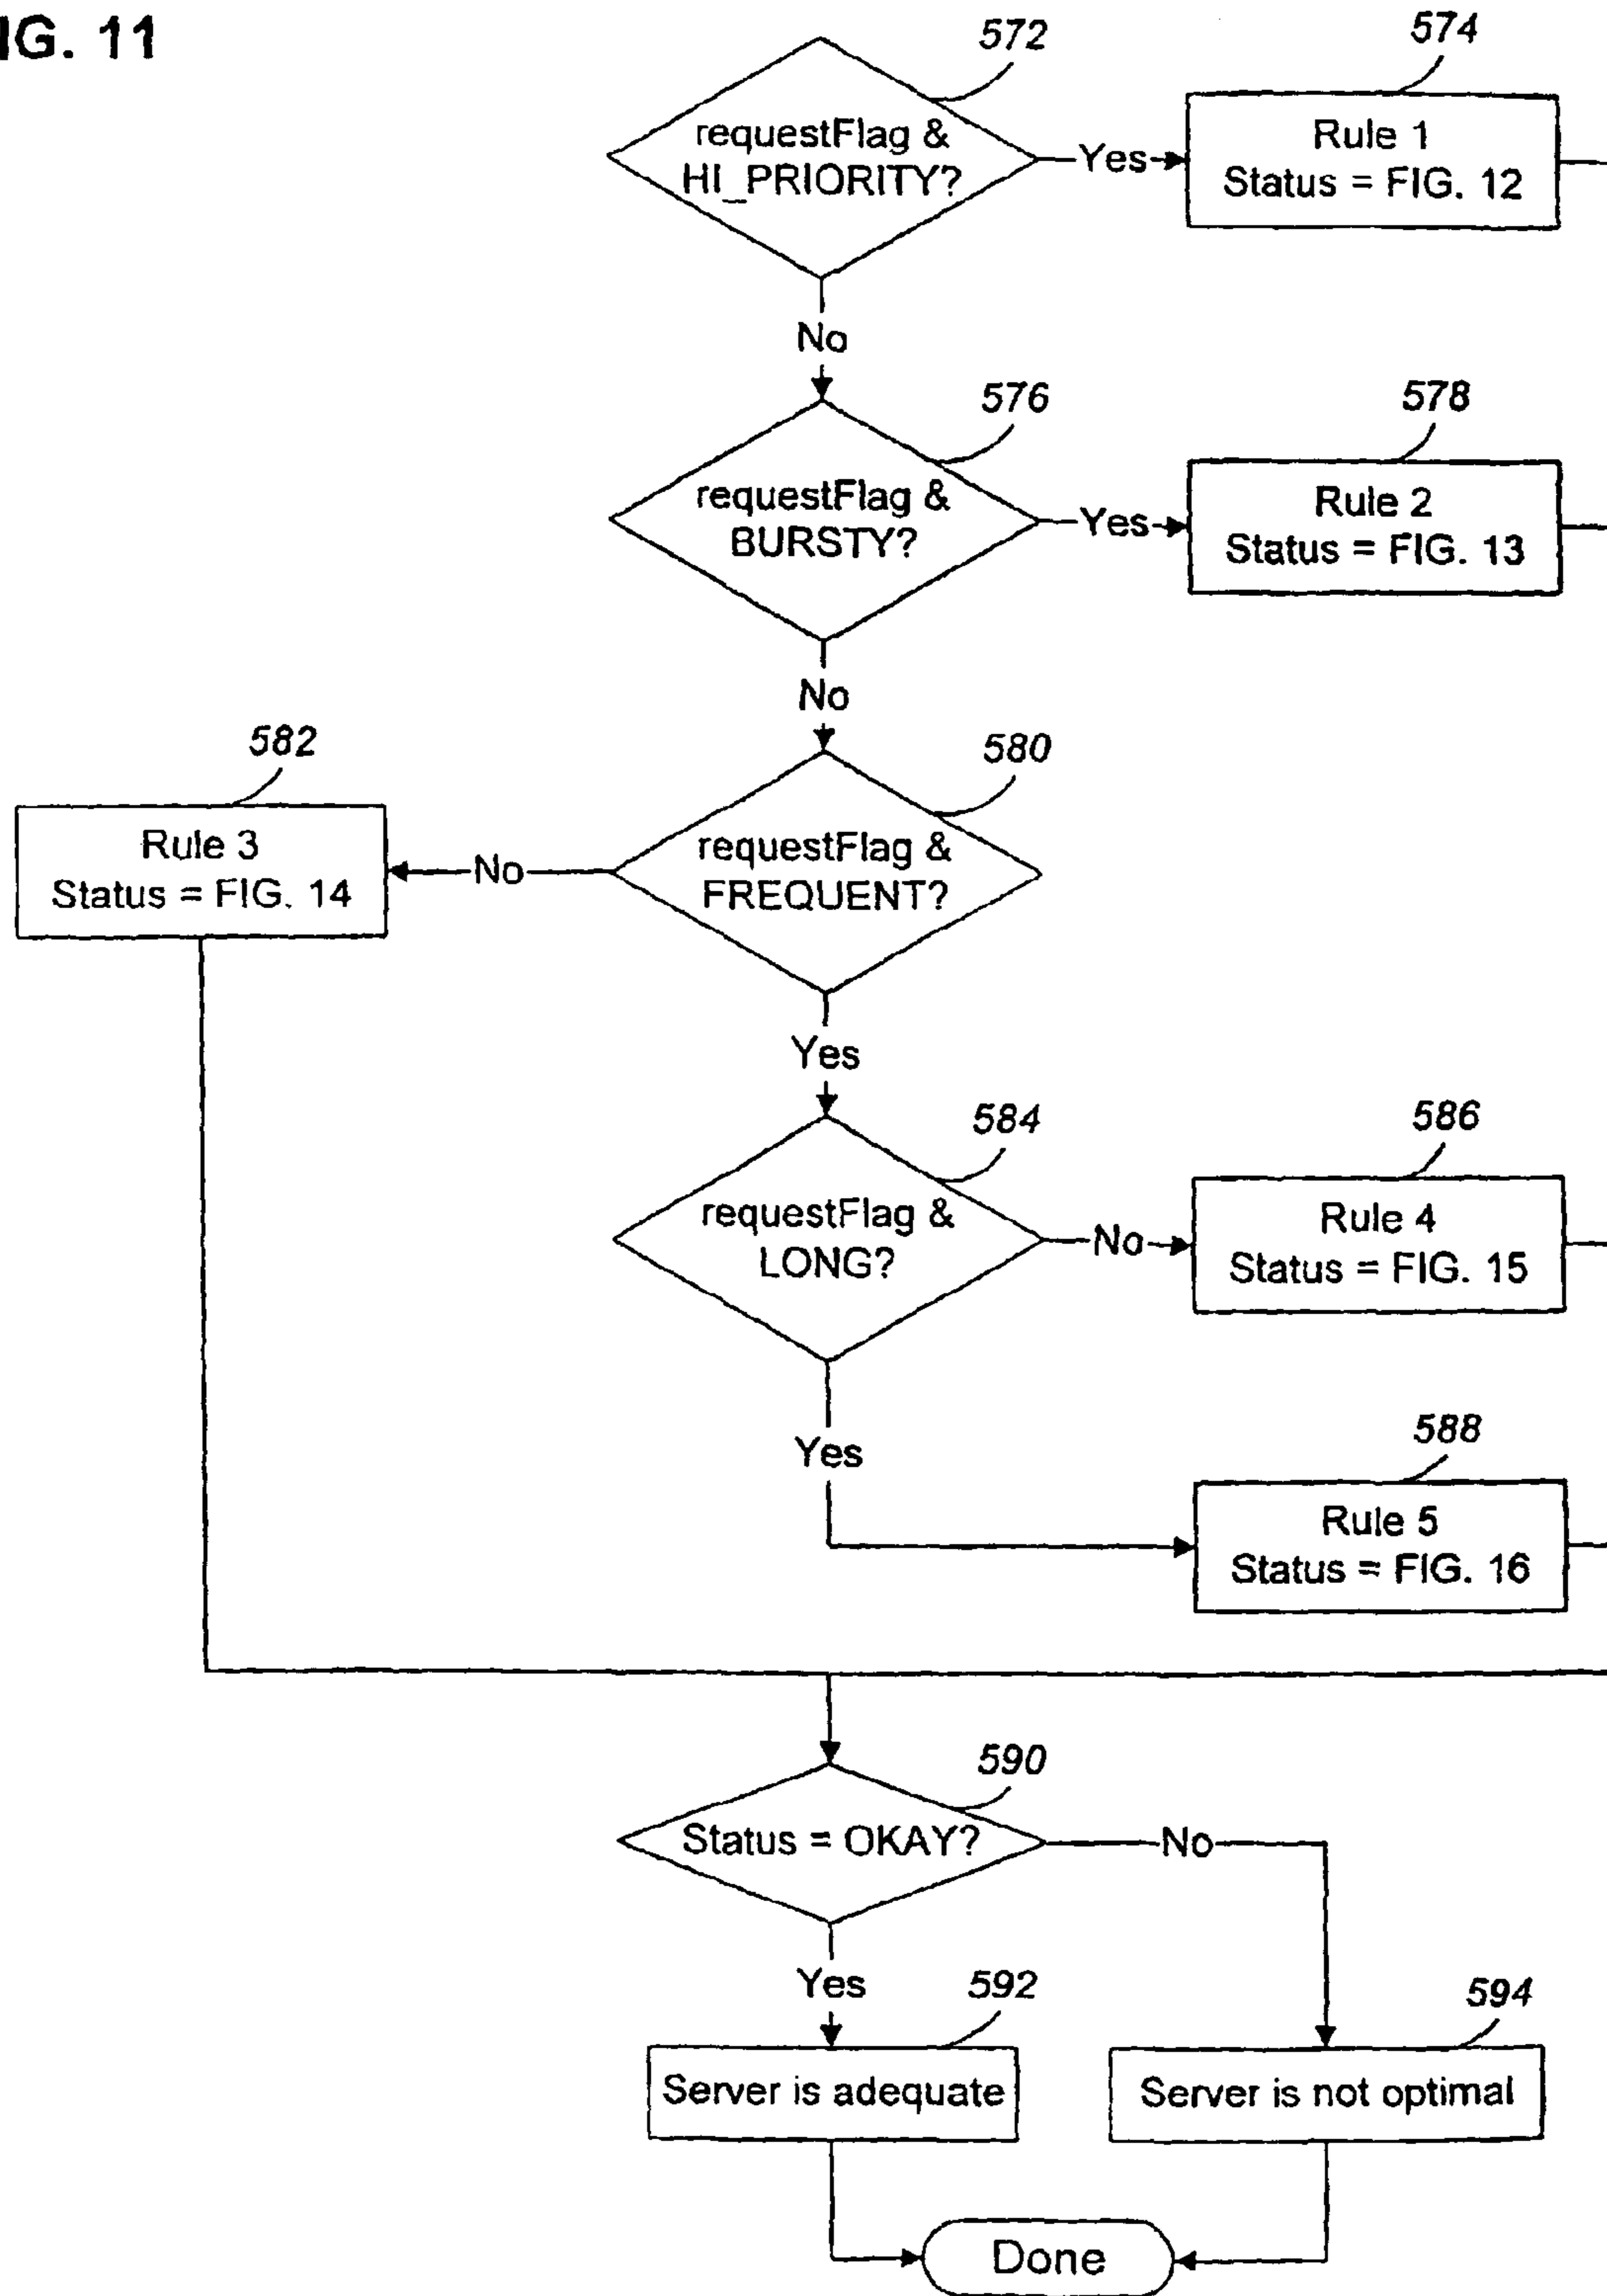 IG. 11
572
574
requestFlag &
HI_PRIORITY?
Yes
Rule 1
Status = FIG. 12
No
576
578
requestFlag &
BURSTY?
Yes
Rule 2
Status = FIG. 13
No
582
580
Rule 3
Status = FIG. 14
No
requestFlag &
FREQUENT?
Yes
584
586
requestFlag &
LONG?
No
Rule 4
Status = FIG. 15
Yes
588
Rule 5
Status = FIG. 16
590
Status = OKAY?
No
Yes
592
594
Server is adequate
Server is not optimal
Done